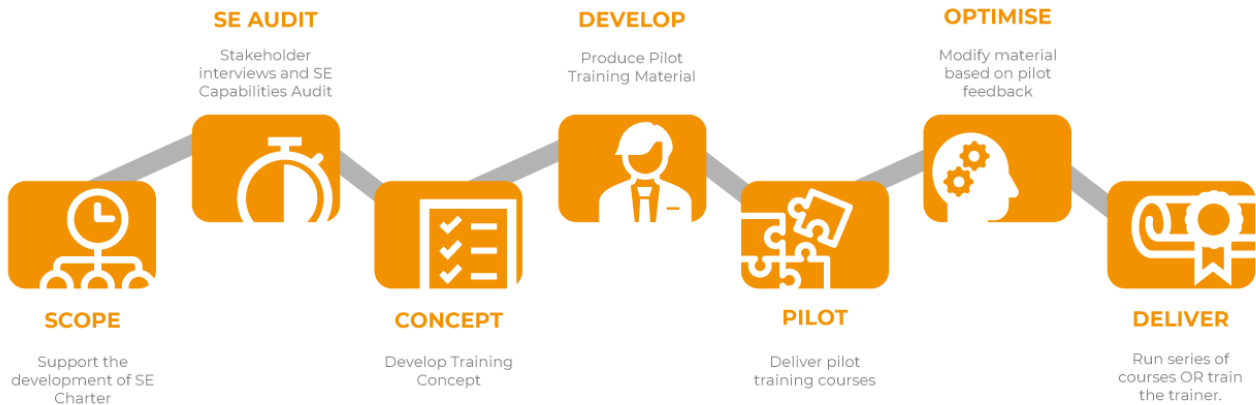 SE AUDIT
Stakeholder
interviews and SE
Capabilities Audit
DEVELOP
Produce Pilot
Training Material
OPTIMISE
Modify material
based on pilot
feedback
SCOPE
Support the
development of SE
Charter
CONCEPT
Develop Training
Concept
PILOT
Deliver pilot
training courses
DELIVER
Run series of
courses OR train
the trainer.